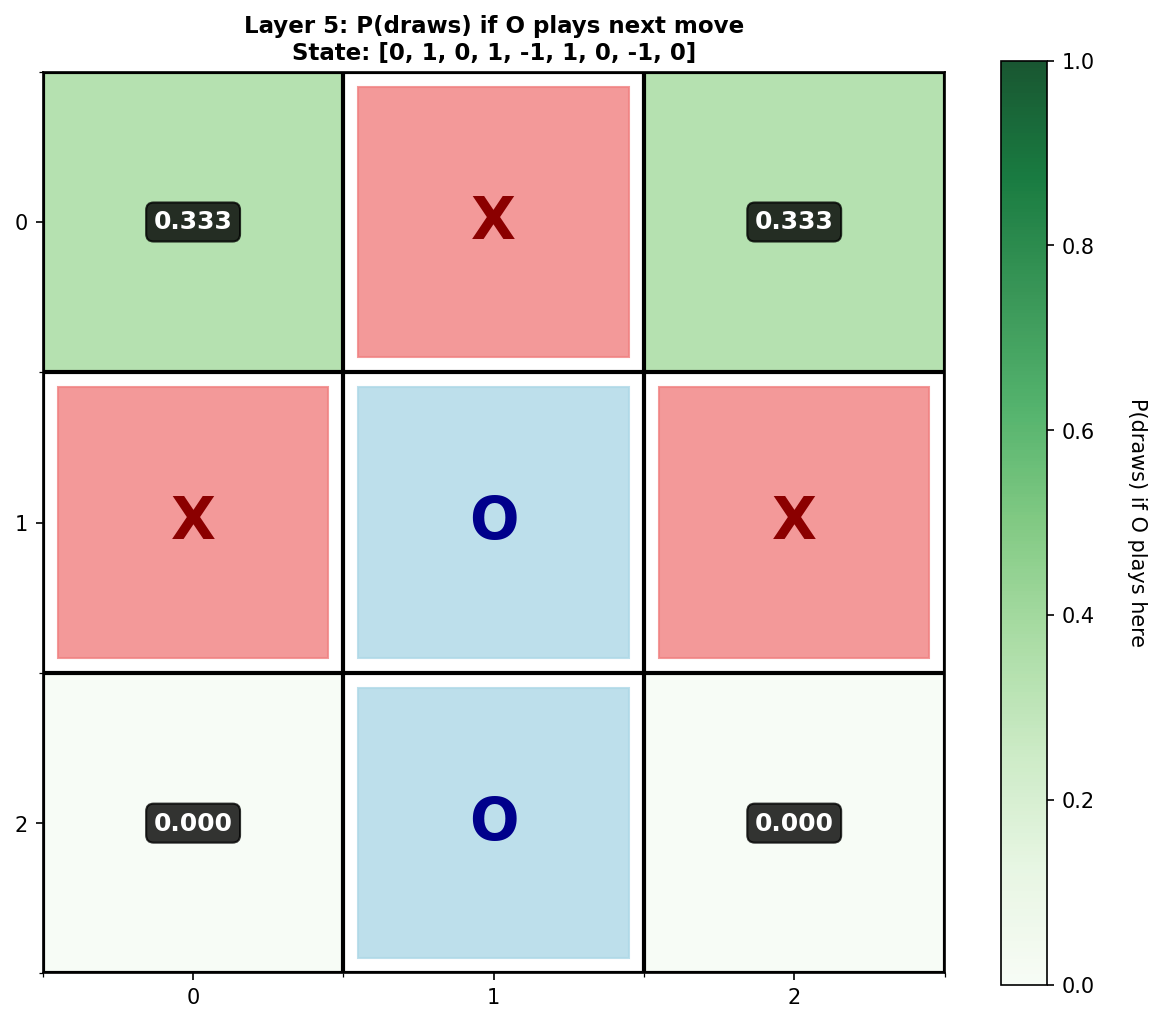 Layer 5: P(draws) if O plays next move
State: [0, 1, 0, 1, -1, 1, 0, -1, 0]
0.333
X
0.333
X
O
X
0.000
O
0.000
0
1
2
0
1
2
1.0
0.8
0.6
0.4
0.2
0.0
P(draws) if O plays here